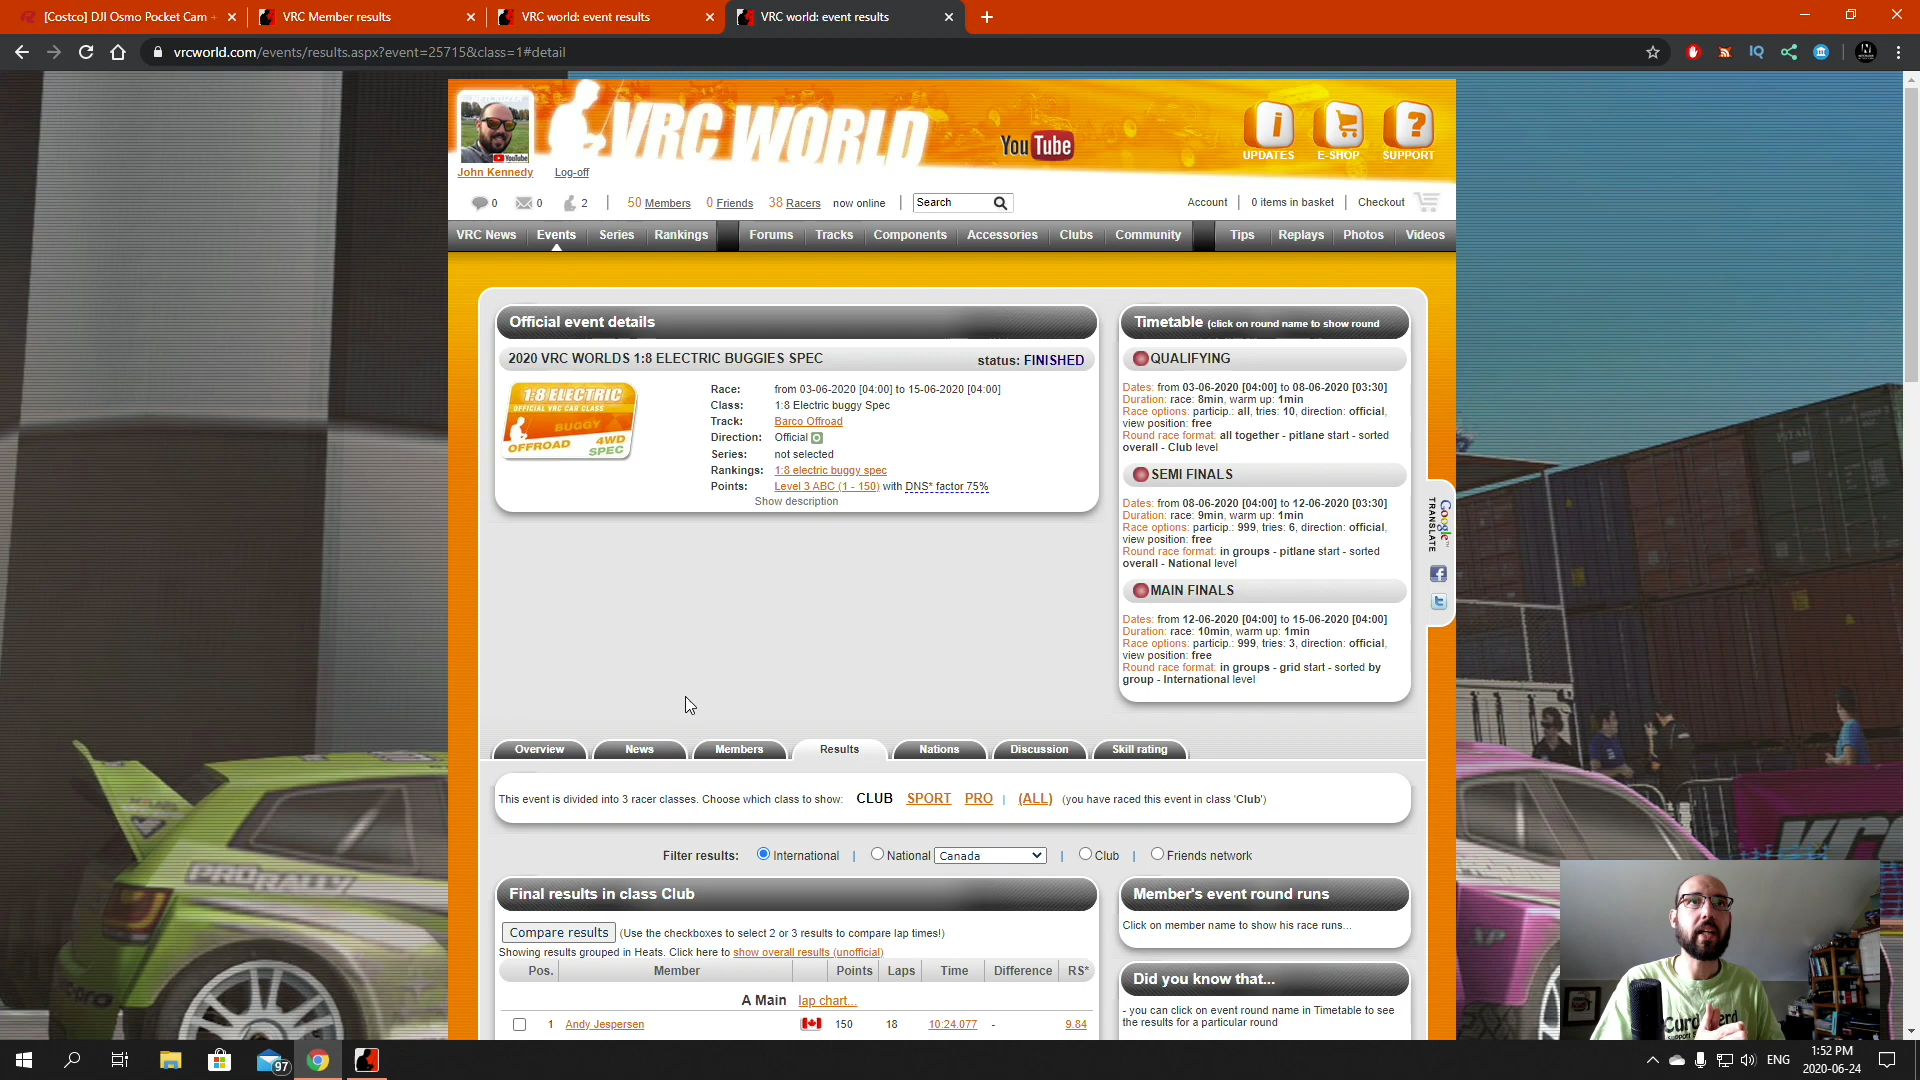 [Costco] DJI Osmo Pocket Cam
VRC Member results
VRC world: event results
VRC world: event results
vrcworld.com/events/results.aspx?event=25715&class=1#detail
IQ
VRC WORLD
YouTube
YouTube
UPDATES
E-SHOP
SUPPORT
John Kennedy
Log-off
0
0
2
50 Members
0 Friends
38 Racers now online
Search
Account
0 items in basket
Checkout
VRC News
Events
Series
Rankings
Forums
Tracks
Components
Accessories
Clubs
Community
Tips
Replays
Photos
Videos
Official event details
2020 VRC WORLDS 1:8 ELECTRIC BUGGIES SPEC
status: FINISHED
1:8 ELECTRIC
OFFICIAL VRC CAR CLASS
BUGGY
OFFROAD
4WD
SPEC
Race: from 03-06-2020 [04:00] to 15-06-2020 [04:00]
Class: 1:8 Electric buggy Spec
Track: Barco Offroad
Direction: Official
Series: not selected
Rankings: 1:8 electric buggy spec
Points: Level 3 ABC (1 - 150) with DNS* factor 75%
Show description
Timetable (click on round name to show round
QUALIFYING
Dates: from 03-06-2020 [04:00] to 08-06-2020 [03:30]
Duration: race: 8min, warm up: 1min
Race options: particip.: all, tries: 10, direction: official,
view position: free
Round race format: all together - pitlane start - sorted
overall - Club level
SEMI FINALS
Dates: from 08-06-2020 [04:00] to 12-06-2020 [03:30]
Duration: race: 9min, warm up: 1min
Race options: particip.: 999, tries: 6, direction: official,
view position: free
Round race format: in groups - pitlane start - sorted
overall - National level
MAIN FINALS
Dates: from 12-06-2020 [04:00] to 15-06-2020 [04:00]
Duration: race: 10min, warm up: 1min
Race options: particip.: 999, tries: 3, direction: official,
view position: free
Round race format: in groups - grid start - sorted by
group - International level
Google™
TRANSLATE
Overview
News
Members
Results
Nations
Discussion
Skill rating
This event is divided into 3 racer classes. Choose which class to show: CLUB SPORT PRO | (ALL) (you have raced this event in class 'Club')
Filter results: International | National Canada | Club | Friends network
Final results in class Club
Compare results (Use the checkboxes to select 2 or 3 results to compare lap times!)
Showing results grouped in Heats. Click here to show overall results (unofficial)
Pos. Member Points Laps Time Difference RS*
A Main lap chart...
1 Andy Jespersen 150 18 10:24.077 - 9.84
Member's event round runs
Click on member name to show his race runs...
Did you know that...
- you can click on event round name in Timetable to see
the results for a particular round
PRORALLY
97
ENG
1:52 PM
2020-06-24